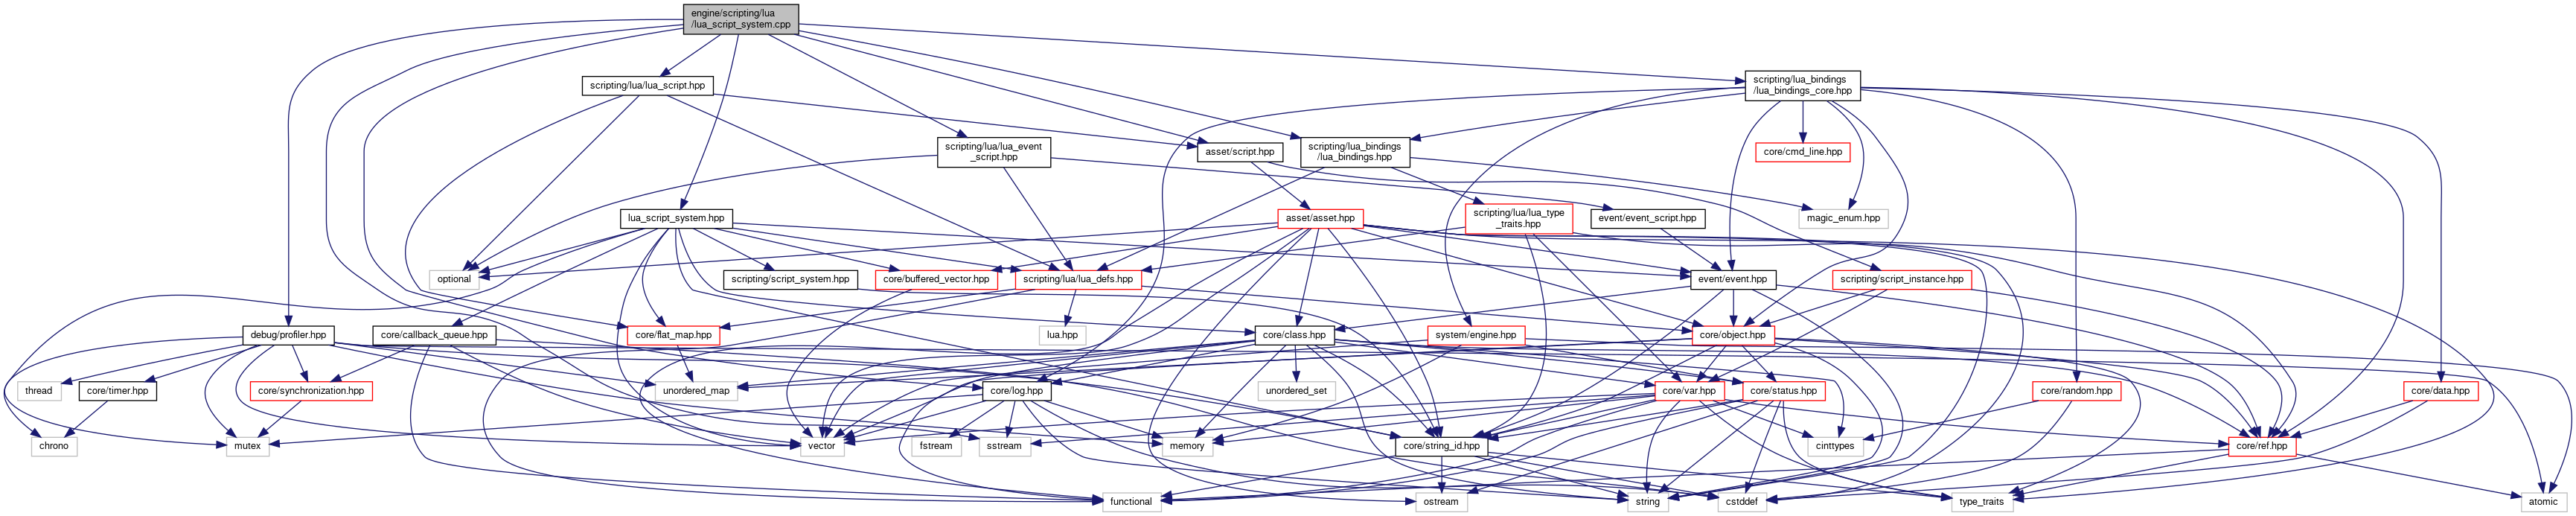 engine/scripting/lua
/lua_script_system.cpp
scripting/lua/lua_script.hpp
scripting/lua_bindings
/lua_bindings_core.hpp
scripting/lua/lua_event
_script.hpp
asset/script.hpp
scripting/lua_bindings
/lua_bindings.hpp
core/cmd_line.hpp
lua_script_system.hpp
asset/asset.hpp
scripting/lua/lua_type
_traits.hpp
event/event_script.hpp
magic_enum.hpp
optional
scripting/script_system.hpp
core/buffered_vector.hpp
scripting/lua/lua_defs.hpp
event/event.hpp
scripting/script_instance.hpp
debug/profiler.hpp
core/callback_queue.hpp
core/flat_map.hpp
lua.hpp
core/class.hpp
system/engine.hpp
core/object.hpp
thread
core/timer.hpp
core/synchronization.hpp
unordered_map
core/log.hpp
unordered_set
core/var.hpp
core/status.hpp
core/random.hpp
core/data.hpp
chrono
mutex
vector
fstream
sstream
memory
core/string_id.hpp
cinttypes
core/ref.hpp
functional
ostream
string
cstddef
type_traits
atomic